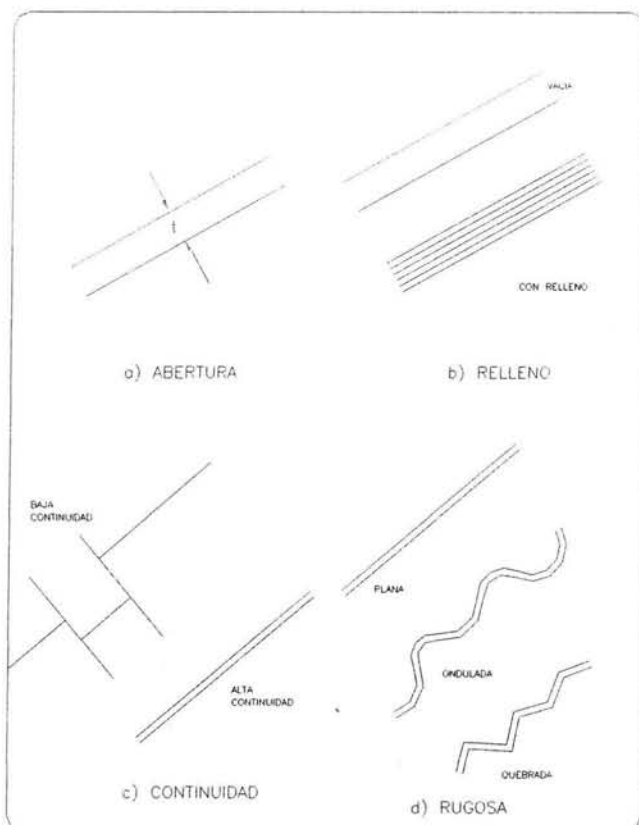 t
VACIA
CON RELLENO
a) ABERTURA
b) RELLENO
BAJA
CONTINUIDAD
ALTA
CONTINUIDAD
c) CONTINUIDAD
PLANA
ONDULADA
QUEBRADA
d) RUGOSA